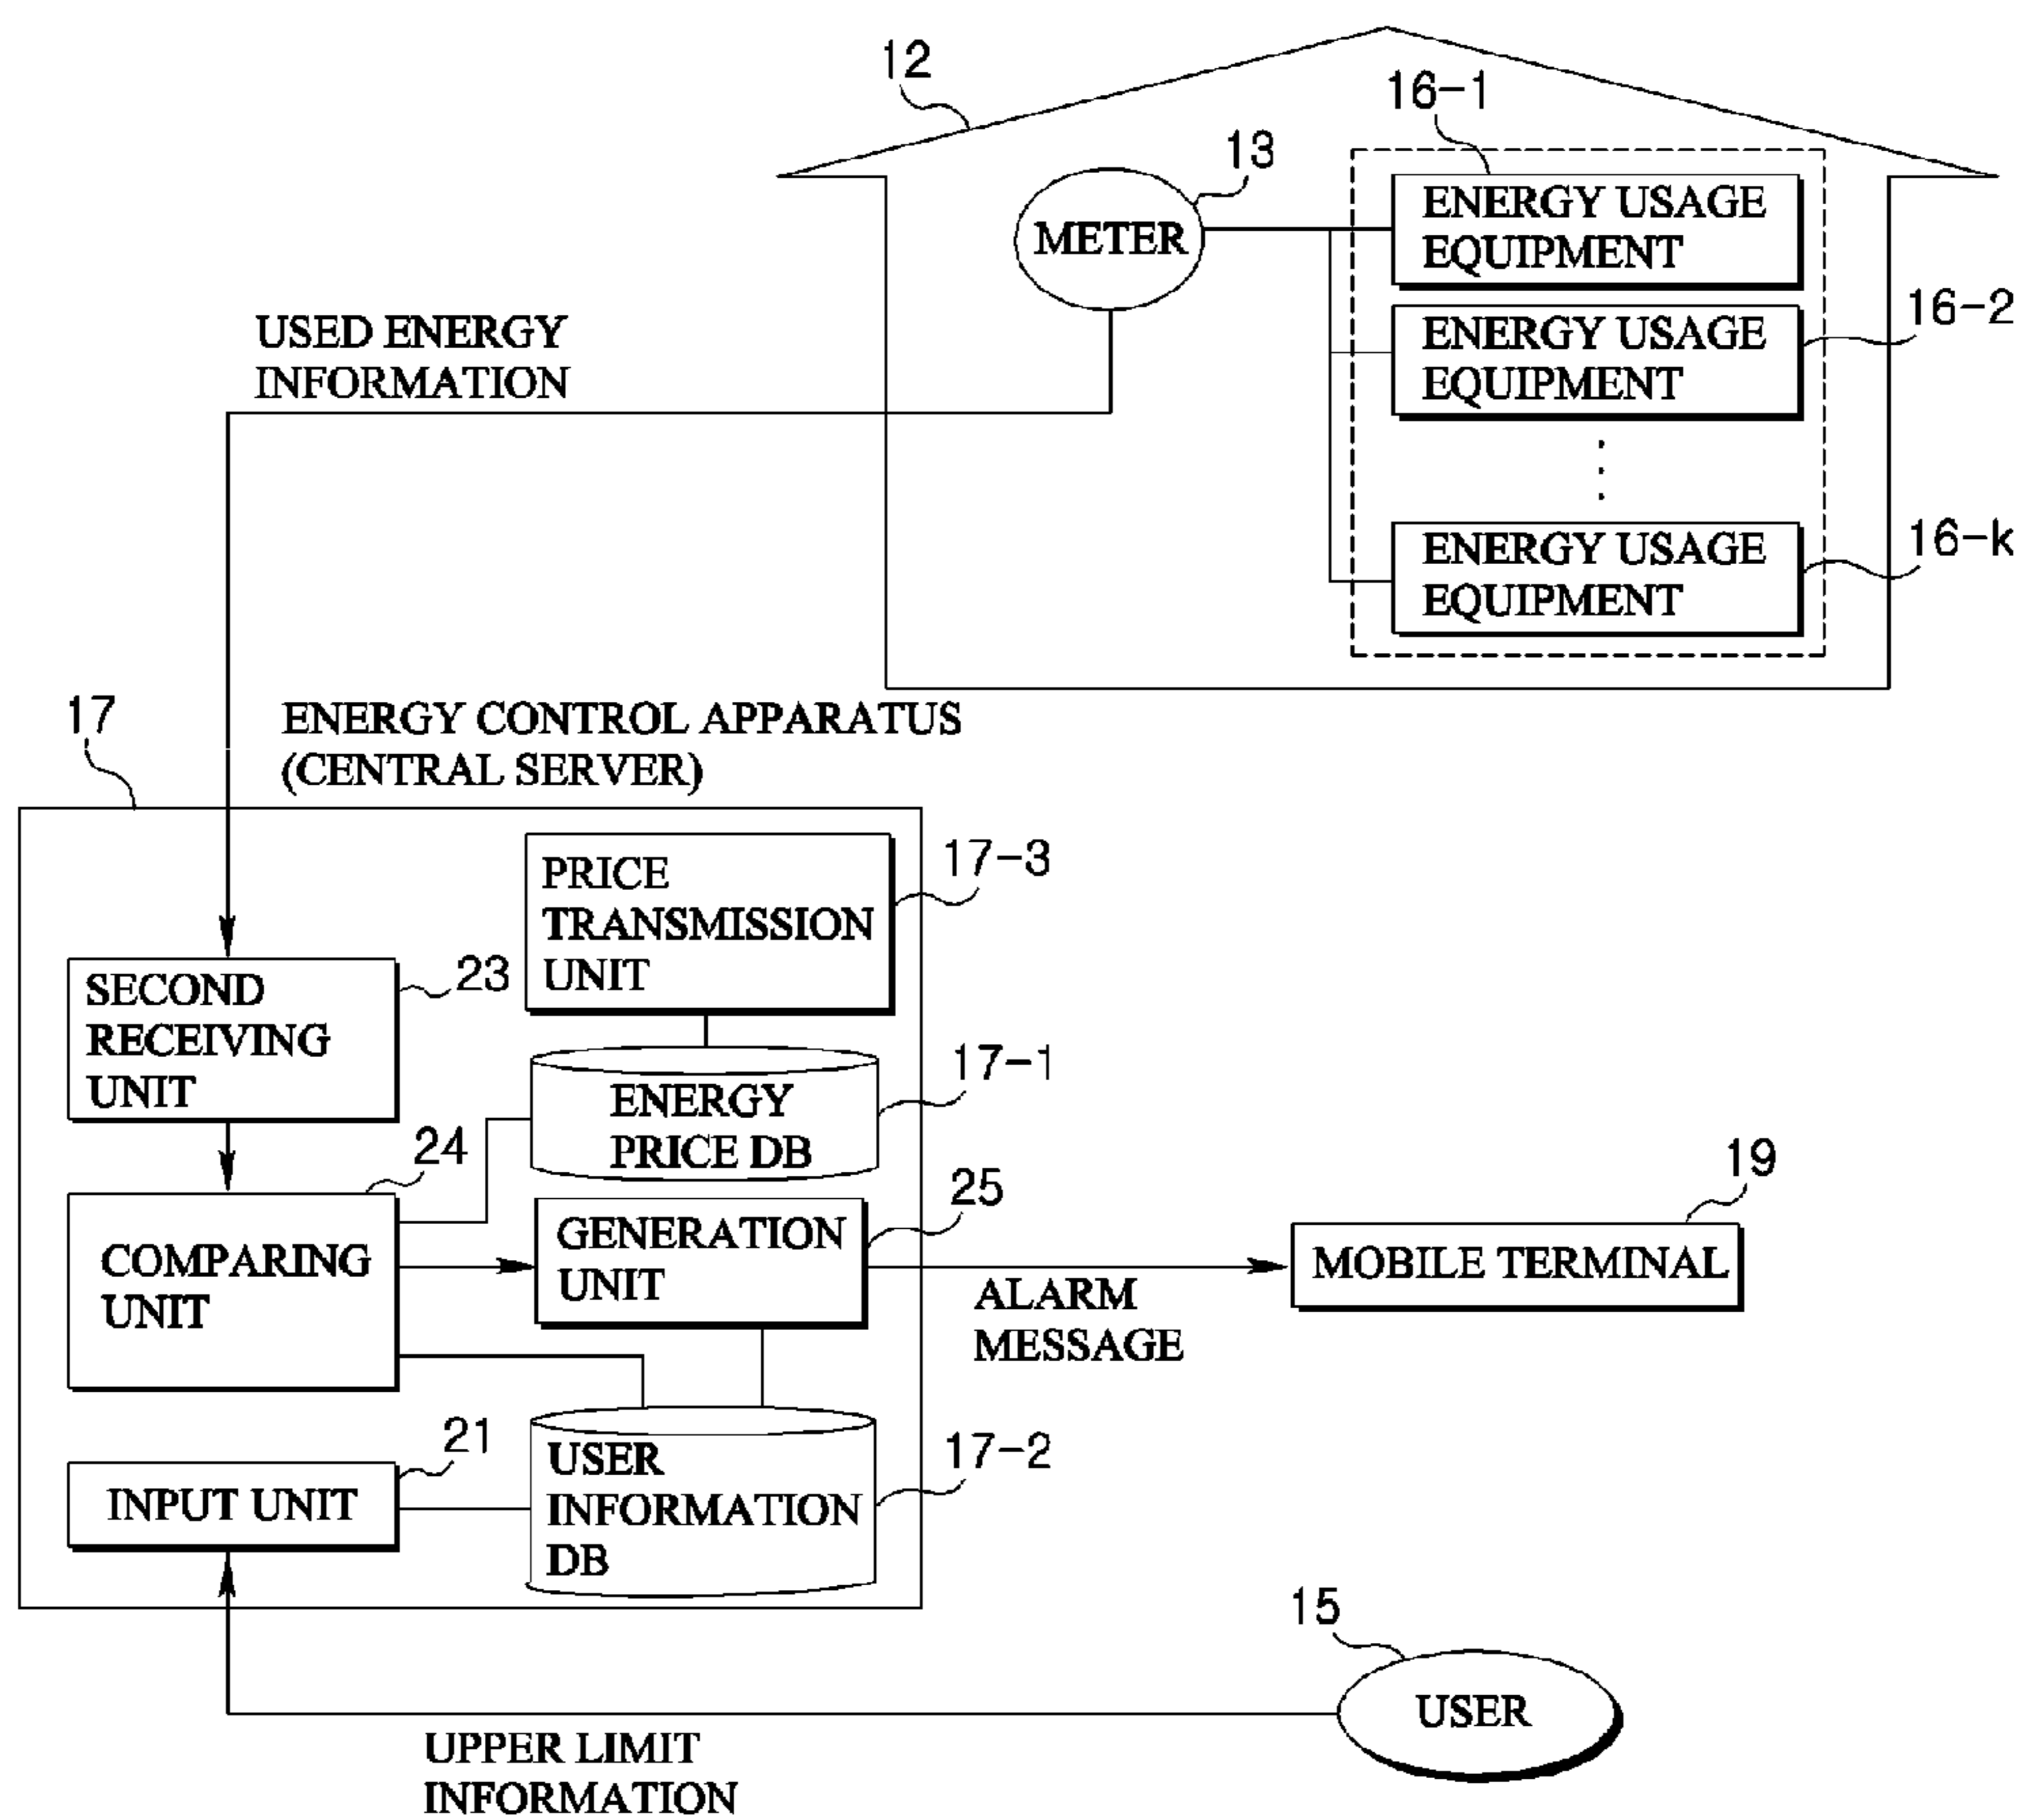 12
16-1
13
METER
ENERGY USAGE
EQUIPMENT
16-2
ENERGY USAGE
EQUIPMENT
16-k
ENERGY USAGE
EQUIPMENT
USED ENERGY
INFORMATION
17
ENERGY CONTROL APPARATUS
(CENTRAL SERVER)
PRICE
TRANSMISSION
UNIT
17-3
SECOND
RECEIVING
UNIT
23
ENERGY
PRICE DB
17-1
24
COMPARING
UNIT
GENERATION
UNIT
25
ALARM
MESSAGE
19
MOBILE TERMINAL
21
INPUT UNIT
USER
INFORMATION
DB
17-2
15
USER
UPPER LIMIT
INFORMATION